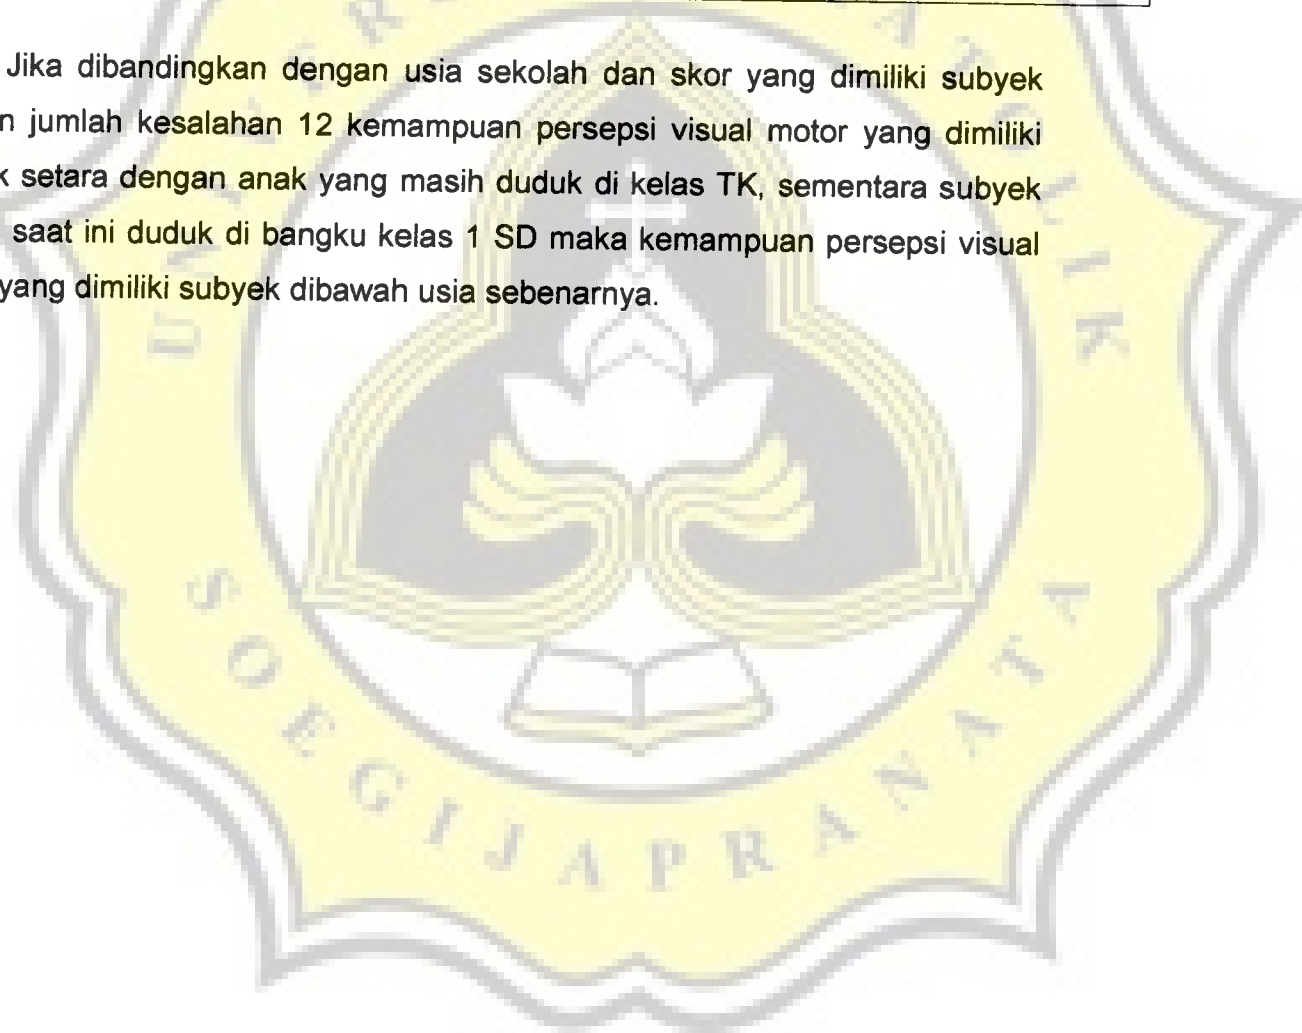 Jika dibandingkan dengan usia sekolah dan skor yang dimiliki subyek
n jumlah kesalahan 12 kemampuan persepsi visual motor yang dimiliki
k setara dengan anak yang masih duduk di kelas TK, sementara subyek
saat ini duduk di bangku kelas 1 SD maka kemampuan persepsi visual
yang dimiliki subyek dibawah usia sebenarnya.
SOEGIJAPRANATA